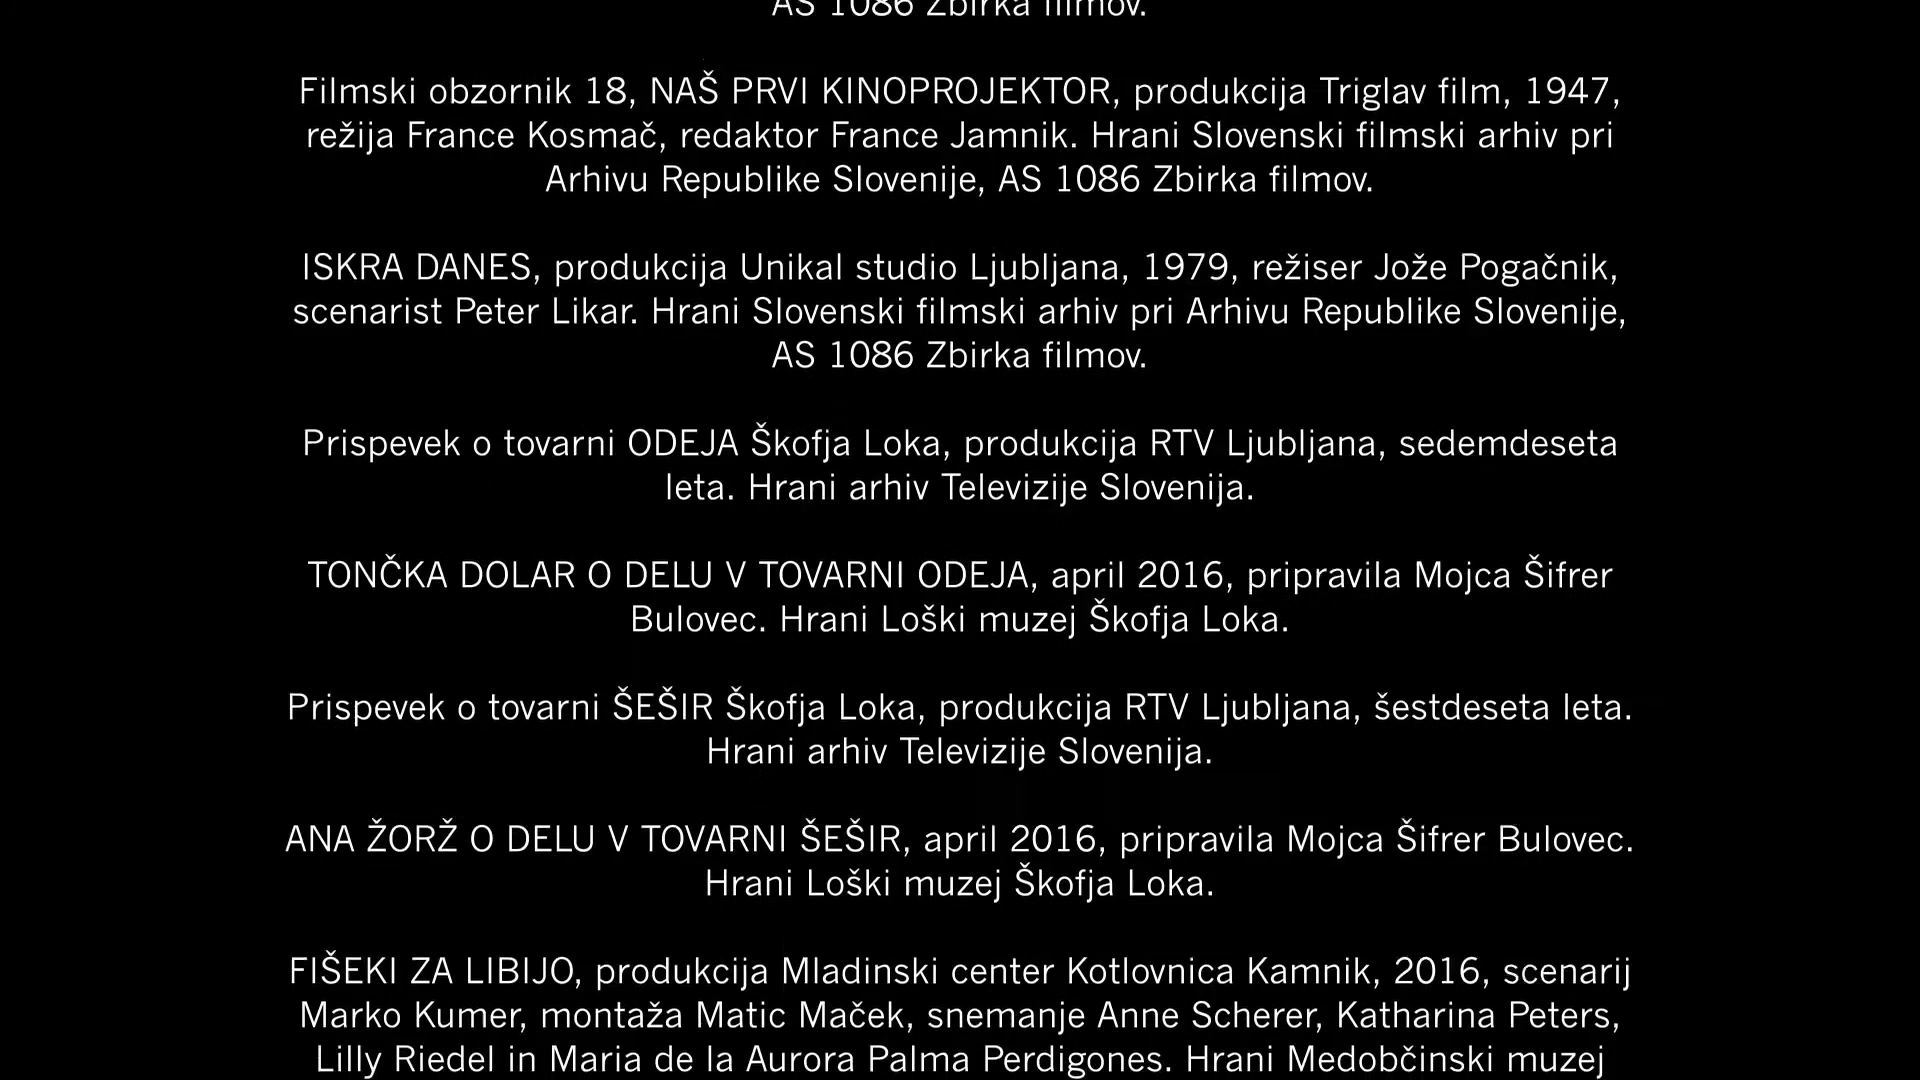 AS 1086 Zbirka filmov.
Filmski obzornik 18, NAŠ PRVI KINOPROJEKTOR, produkcija Triglav film, 1947,
režija France Kosmač, redaktor France Jamnik. Hrani Slovenski filmski arhiv pri
Arhivu Republike Slovenije, AS 1086 Zbirka filmov.
ISKRA DANES, produkcija Unikal studio Ljubljana, 1979, režiser Jože Pogačnik,
scenarist Peter Likar. Hrani Slovenski filmski arhiv pri Arhivu Republike Slovenije,
AS 1086 Zbirka filmov.
Prispevek o tovarni ODEJA Škofja Loka, produkcija RTV Ljubljana, sedemdeseta
leta. Hrani arhiv Televizije Slovenija.
TONČKA DOLAR O DELU V TOVARNI ODEJA, april 2016, pripravila Mojca Šifrer
Bulovec. Hrani Loški muzej Škofja Loka.
Prispevek o tovarni ŠEŠIR Škofja Loka, produkcija RTV Ljubljana, šestdeseta leta.
Hrani arhiv Televizije Slovenija.
ANA ŽORŽ O DELU V TOVARNI ŠEŠIR, april 2016, pripravila Mojca Šifrer Bulovec.
Hrani Loški muzej Škofja Loka.
FIŠEKI ZA LIBIJO, produkcija Mladinski center Kotlovnica Kamnik, 2016, scenarij
Marko Kumer, montaža Matic Maček, snemanje Anne Scherer, Katharina Peters,
Lilly Riedel in Maria de la Aurora Palma Perdigones. Hrani Medobčinski muzej